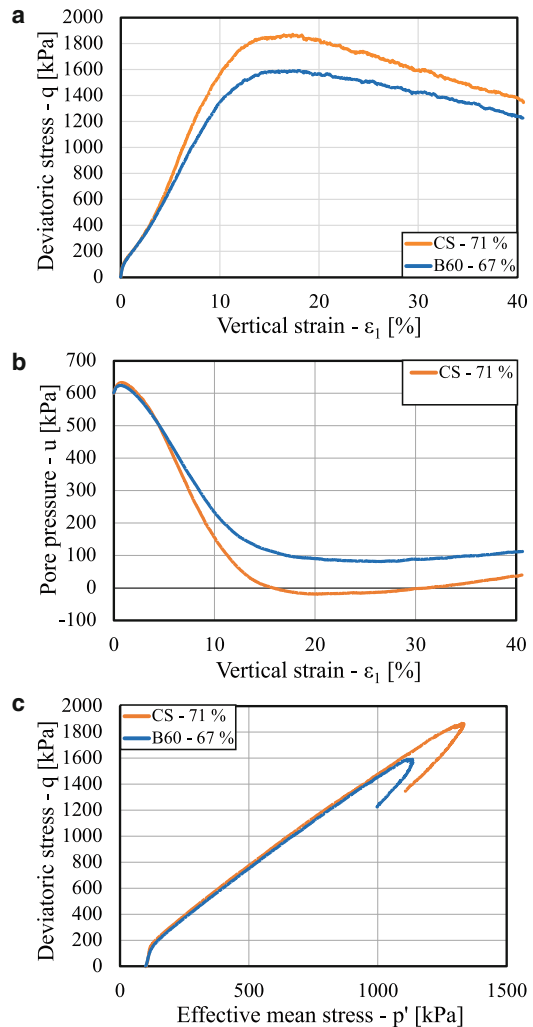 a
2000
1800
1600
1400
1200
1000
800
600
400
200
0
Deviatoric stress - q [kPa]
CS - 71 %
B60 - 67 %
0 10 20 30 40
Vertical strain - ε₁ [%]
b
700
600
500
400
300
200
100
0
-100
Pore pressure - u [kPa]
CS - 71 %
0 10 20 30 40
Vertical strain - ε₁ [%]
c
2000
1800
1600
1400
1200
1000
800
600
400
200
0
Deviatoric stress - q [kPa]
CS - 71 %
B60 - 67 %
0 500 1000 1500
Effective mean stress - p' [kPa]